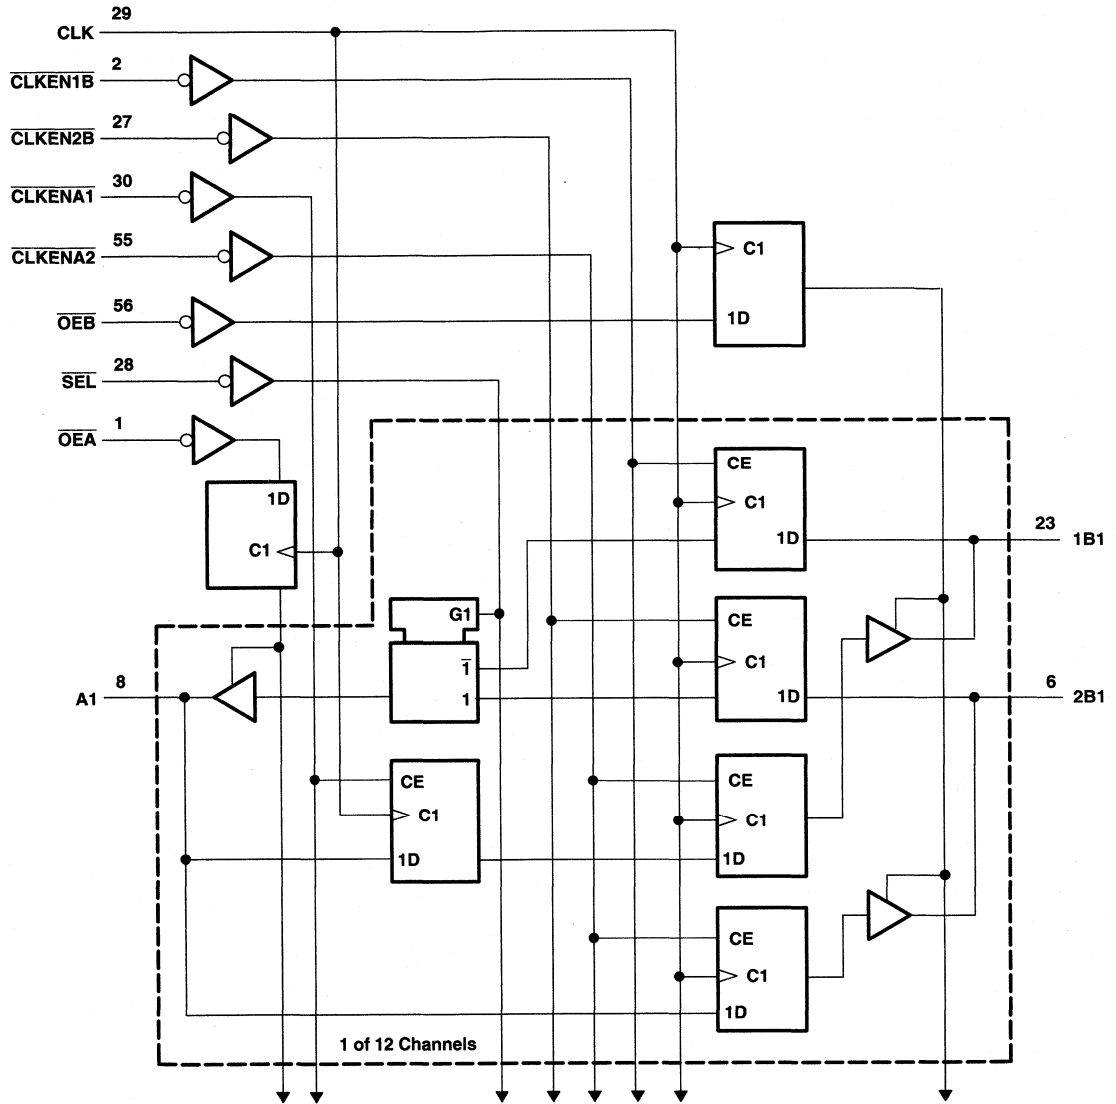 29
CLK
2
CLKEN1B
27
CLKEN2B
30
CLKENA1
55
CLKENA2
C1
56
OEB
1D
28
SEL
1
OEA
CE
1D
C1
23
1D
1B1
C1
G1
CE
C1
1
8
6
A1
1
1D
2B1
CE
CE
C1
C1
1D
1D
CE
C1
1D
1 of 12 Channels